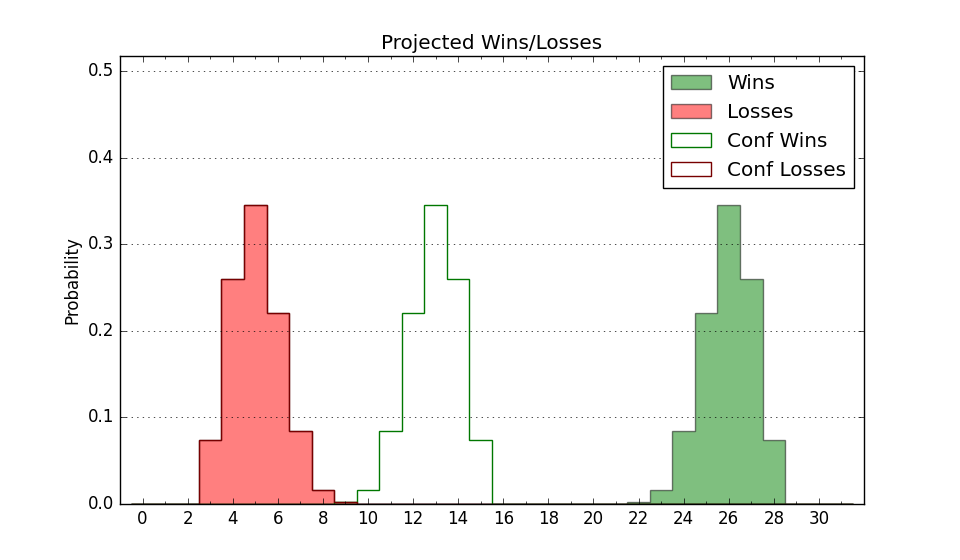 Projected Wins/Losses
Probability
0.5
0.4
0.3
0.2
0.1
0.0
0 2 4 6 8 10 12 14 16 18 20 22 24 26 28 30
Wins
Losses
Conf Wins
Conf Losses